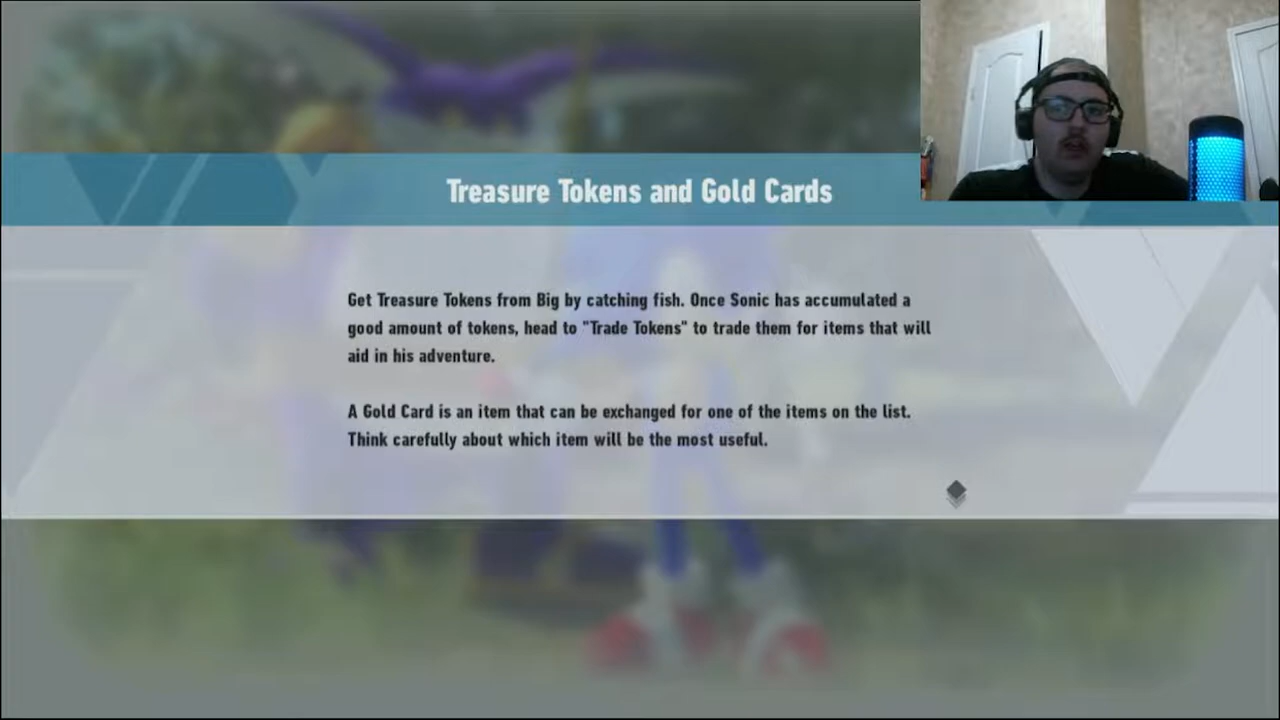 Treasure Tokens and Gold Cards
Get Treasure Tokens from Big by catching fish. Once Sonic has accumulated a
good amount of tokens, head to "Trade Tokens" to trade them for items that will
aid in his adventure.
A Gold Card is an item that can be exchanged for one of the items on the list.
Think carefully about which item will be the most useful.